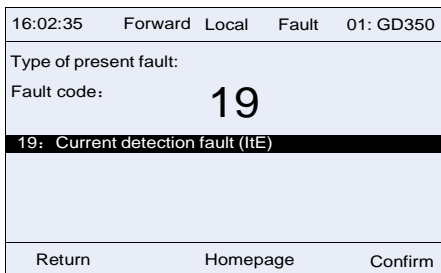 16:02:35 Forward Local Fault 01: GD350
Type of present fault:
Fault code： 19
19：Current detection fault (ItE)
Return Homepage Confirm